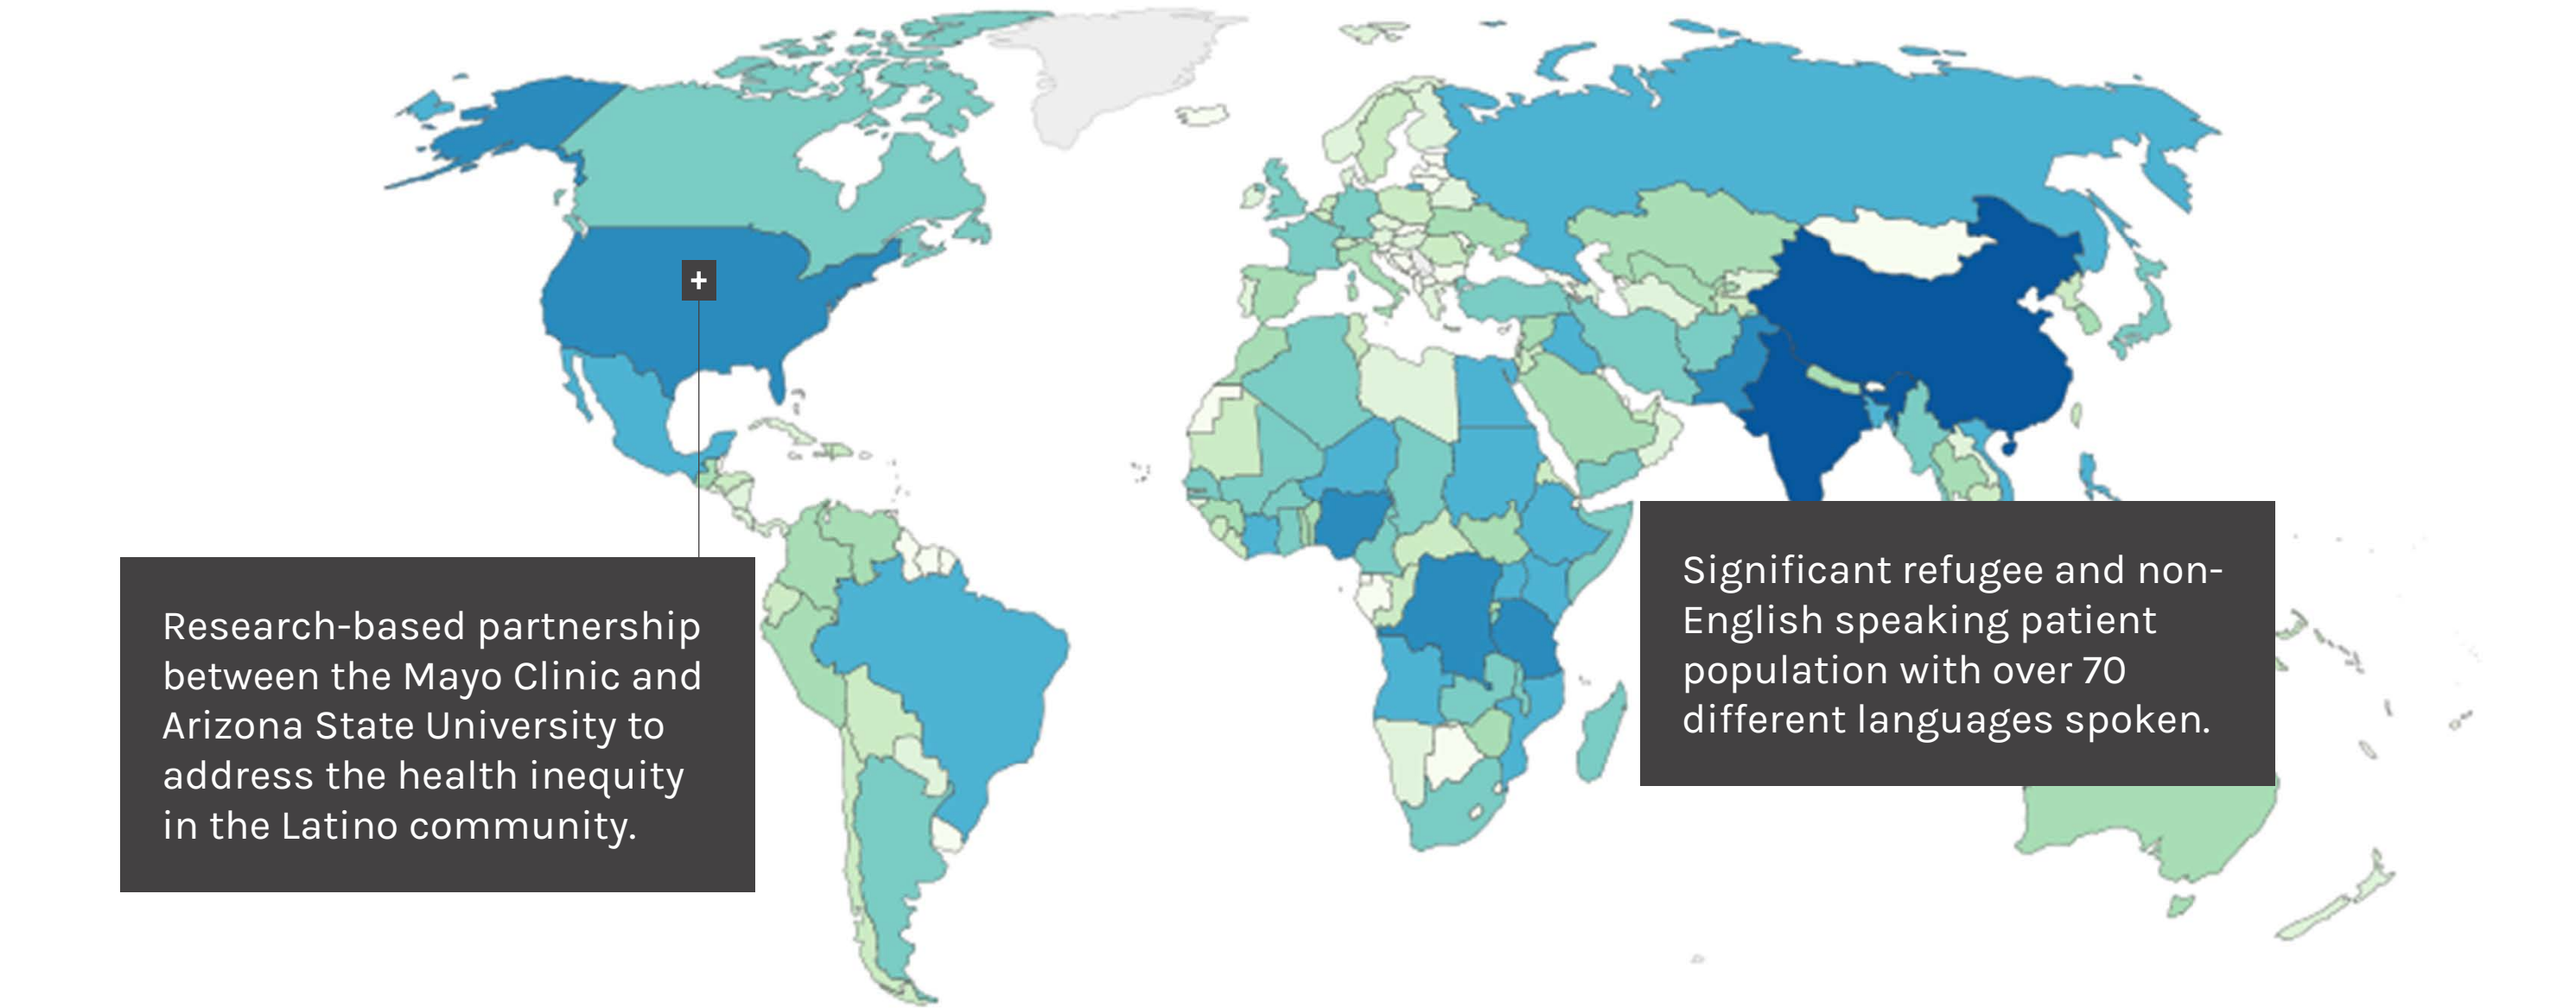 +
Research-based partnership
between the Mayo Clinic and
Arizona State University to
address the health inequity
in the Latino community.
Significant refugee and non-
English speaking patient
population with over 70
different languages spoken.